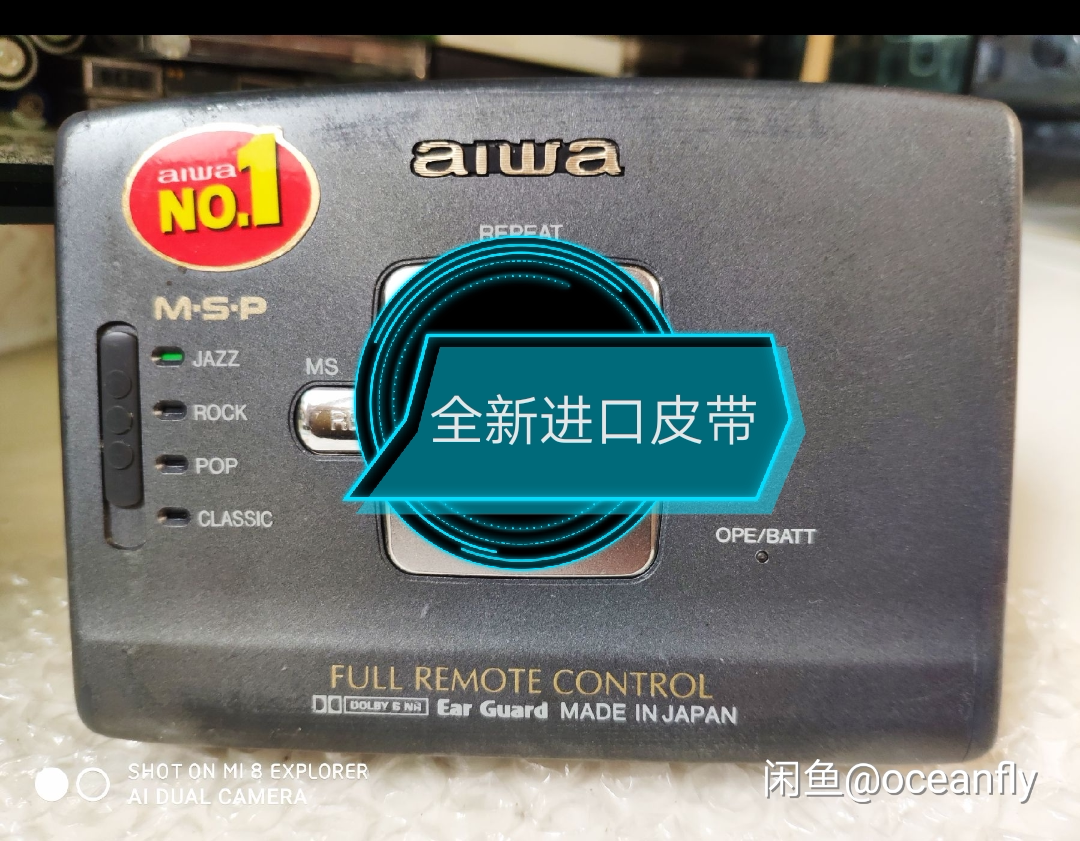 aiwa
aiwa
NO.1
REPEAT
M·S·P
JAZZ
MS
ROCK
全新进口皮带
POP
CLASSIC
OPE/BATT
FULL REMOTE CONTROL
DOLBY B NR Ear Guard MADE IN JAPAN
SHOT ON MI 8 EXPLORER
AI DUAL CAMERA
闲鱼@oceanfly